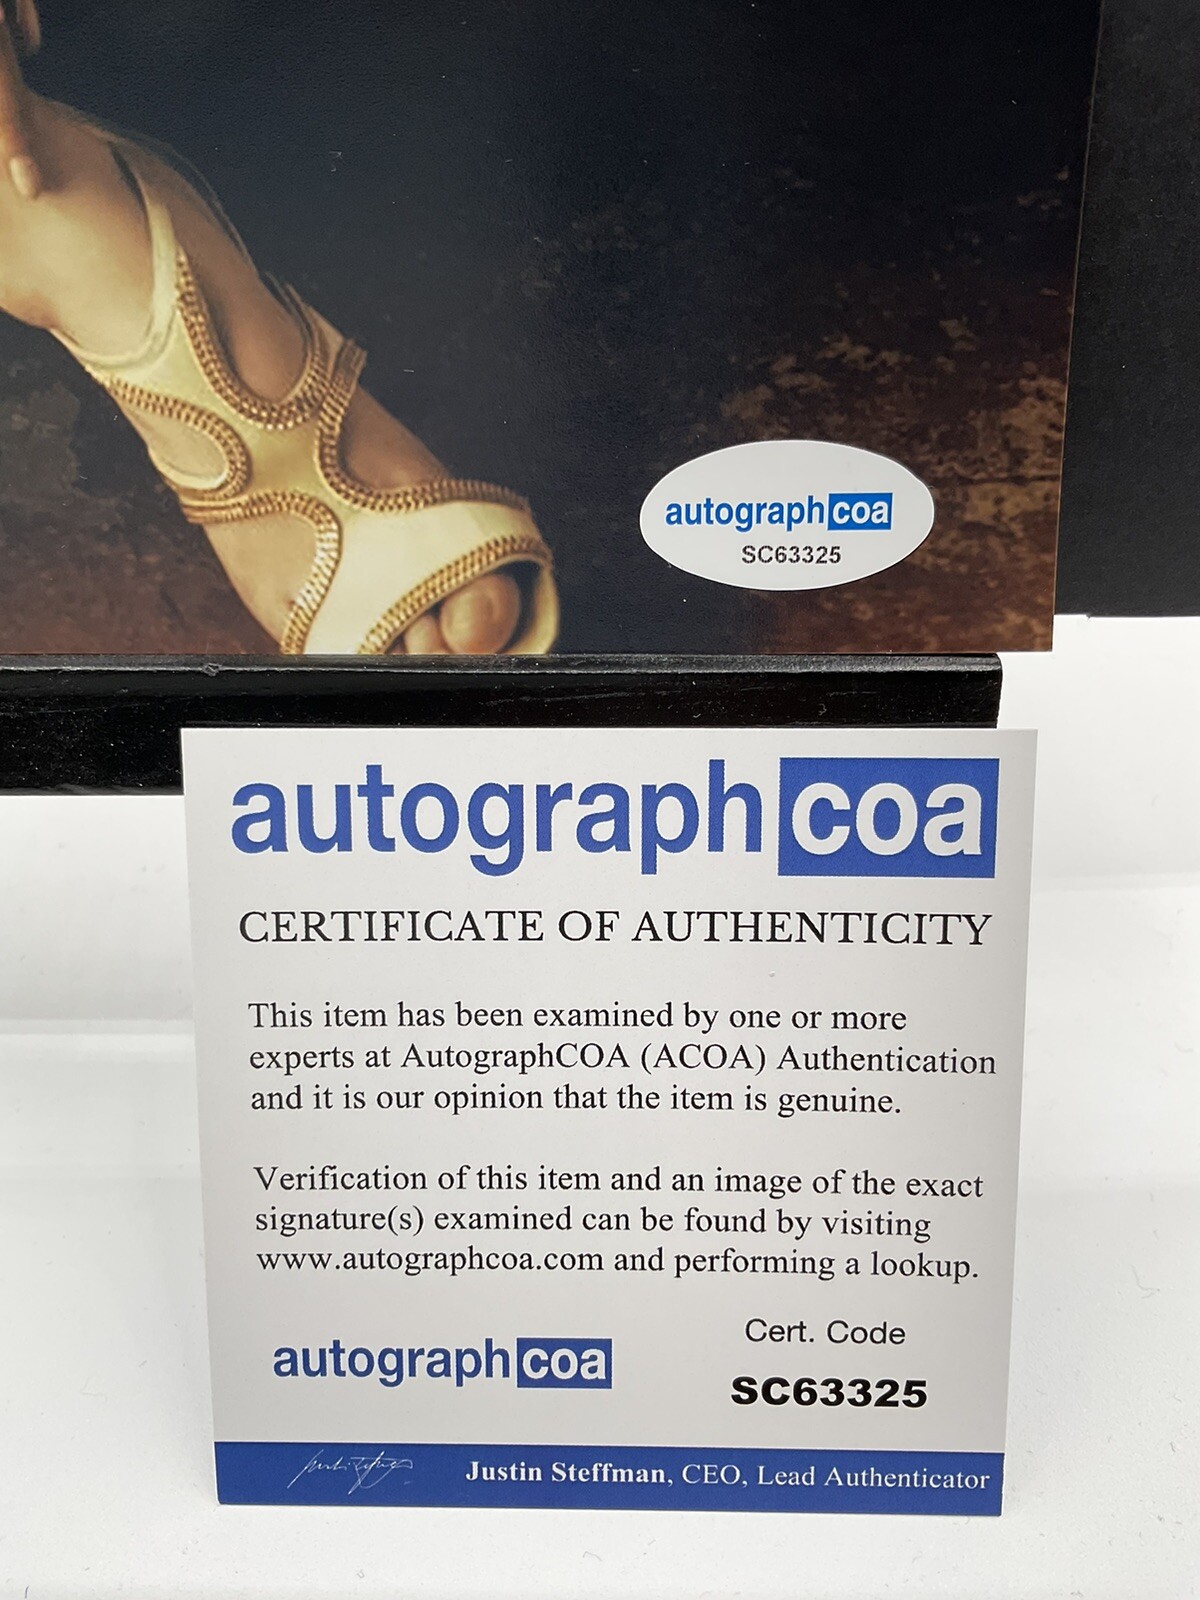 autographcoa
SC63325
autographcoa
CERTIFICATE OF AUTHENTICITY
This item has been examined by one or more
experts at AutographCOA (ACOA) Authentication
and it is our opinion that the item is genuine.
Verification of this item and an image of the exact
signature(s) examined can be found by visiting
www.autographcoa.com and performing a lookup.
Cert. Code
autographcoa
SC63325
Justin Steffman, CEO, Lead Authenticator